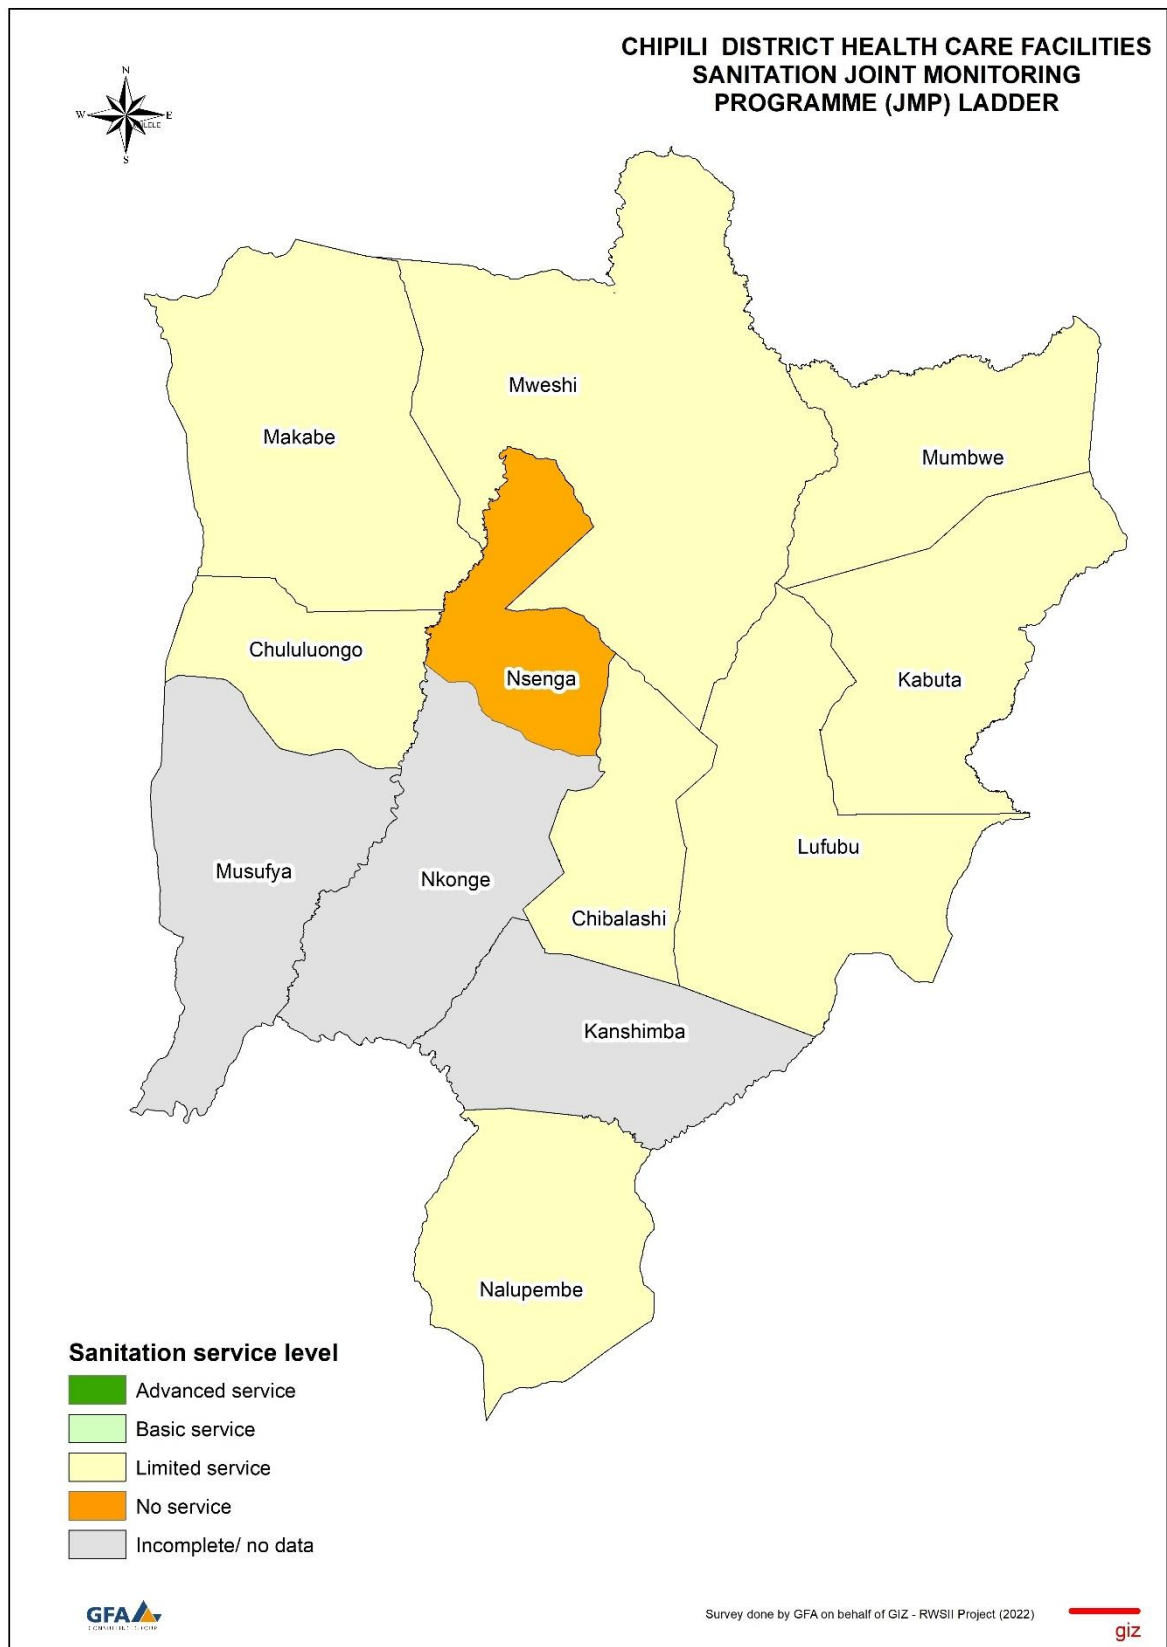 CHIPILI DISTRICT HEALTH CARE FACILITIES
SANITATION JOINT MONITORING
PROGRAMME (JMP) LADDER
N
W
E
S
Mweshi
Makabe
Mumbwe
Chululuongo
Nsenga
Kabuta
Lufubu
Musufya
Nkonge
Chibalashi
Kanshimba
Nalupembe
Sanitation service level
Advanced service
Basic service
Limited service
No service
Incomplete/ no data
GFA
CONSULTING GROUP
Survey done by GFA on behalf of GIZ - RWSII Project (2022)
giz